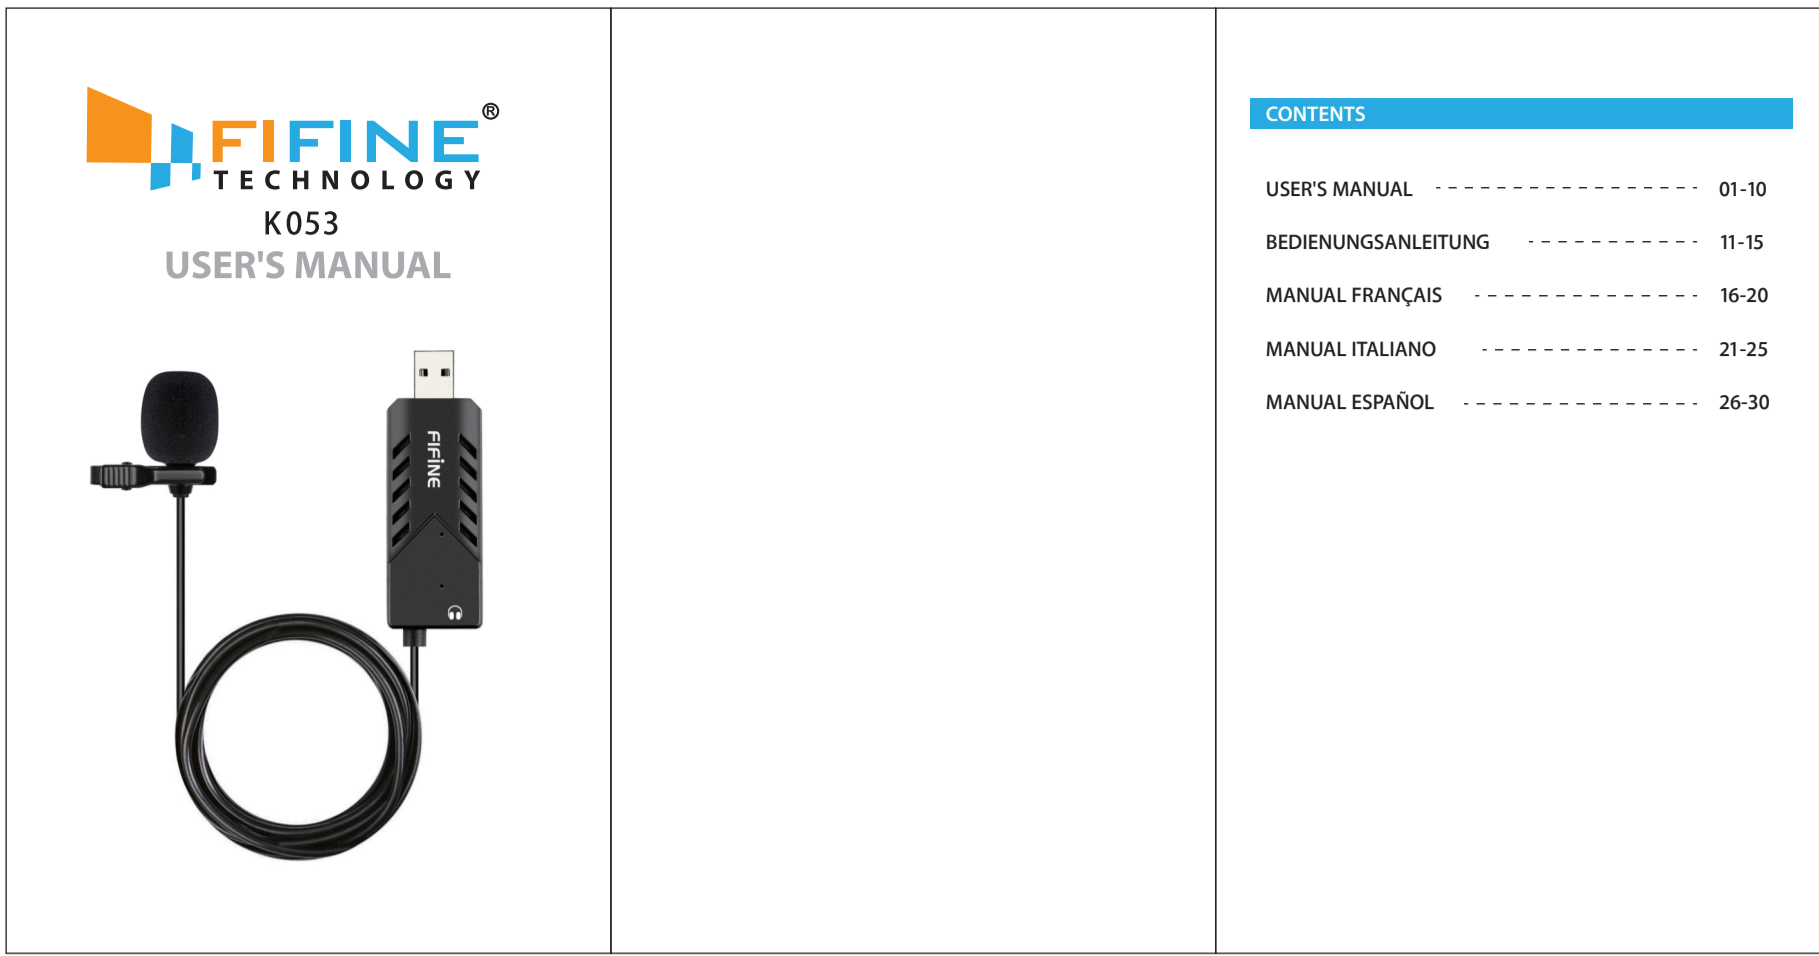 FIFINE®
TECHNOLOGY
K053
USER'S MANUAL
FIFINE
CONTENTS
USER'S MANUAL 01-10
BEDIENUNGSANLEITUNG 11-15
MANUAL FRANÇAIS 16-20
MANUAL ITALIANO 21-25
MANUAL ESPAÑOL 26-30